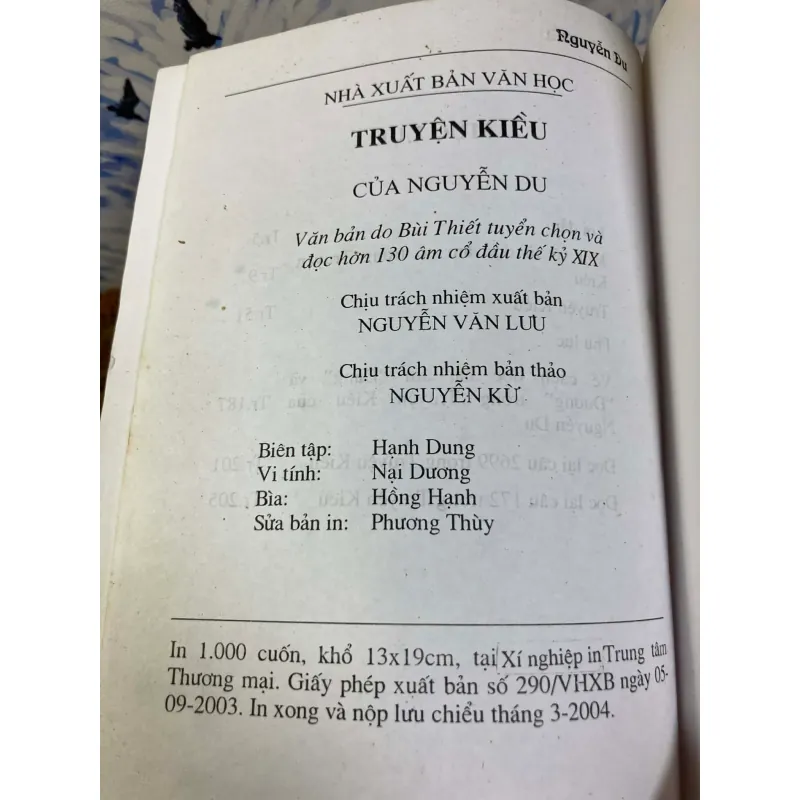 Nguyễn Du
NHÀ XUẤT BẢN VĂN HỌC
TRUYỆN KIỀU
CỦA NGUYỄN DU
Văn bản do Bùi Thiết tuyển chọn và
đọc hơn 130 âm cổ đầu thế kỷ XIX
Chịu trách nhiệm xuất bản
NGUYỄN VĂN LƯU
Chịu trách nhiệm bản thảo
NGUYỄN KỪ
Biên tập: Hạnh Dung
Vi tính: Nại Dương
Bìa: Hồng Hạnh
Sửa bản in: Phương Thùy
In 1.000 cuốn, khổ 13x19cm, tại Xí nghiệp in Trung tâm
Thương mại. Giấy phép xuất bản số 290/VHXB ngày 05-
09-2003. In xong và nộp lưu chiểu tháng 3-2004.